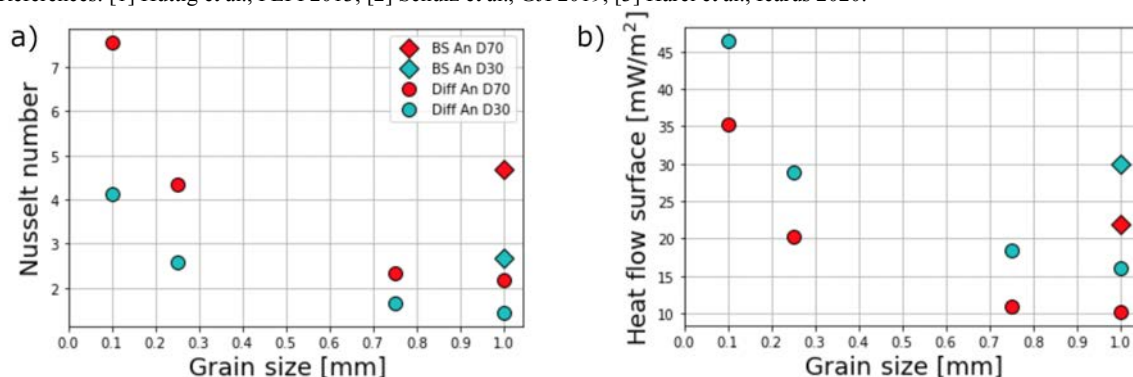 References: [1] Hüttig et al., PEPI 2013; [2] Schulz et al., GJI 2019; [3] Harel et al., Icarus 2020.
a)
Nusselt number
7
6
5
4
3
2
0.0 0.1 0.2 0.3 0.4 0.5 0.6 0.7 0.8 0.9 1.0
Grain size [mm]
BS An D70
BS An D30
Diff An D70
Diff An D30
b)
Heat flow surface [mW/m²]
45
40
35
30
25
20
15
10
0.0 0.1 0.2 0.3 0.4 0.5 0.6 0.7 0.8 0.9 1.0
Grain size [mm]